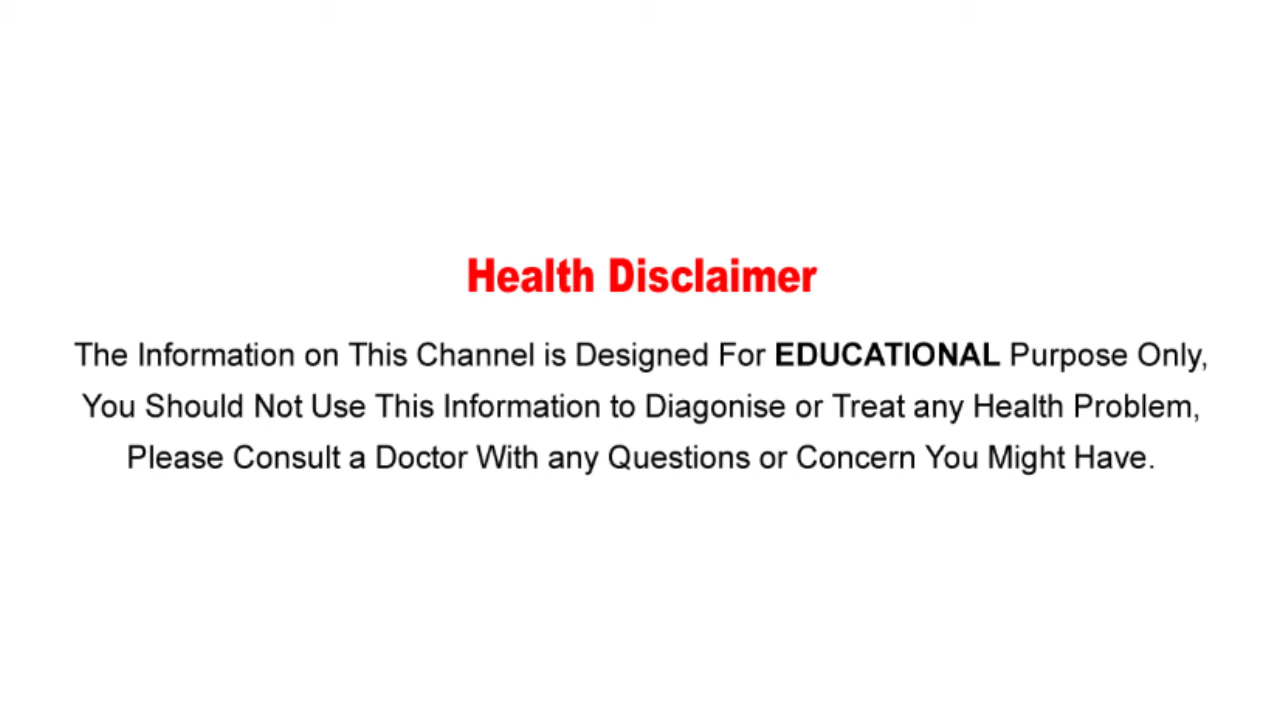 Health Disclaimer
The Information on This Channel is Designed For EDUCATIONAL Purpose Only,
You Should Not Use This Information to Diagonise or Treat any Health Problem,
Please Consult a Doctor With any Questions or Concern You Might Have.